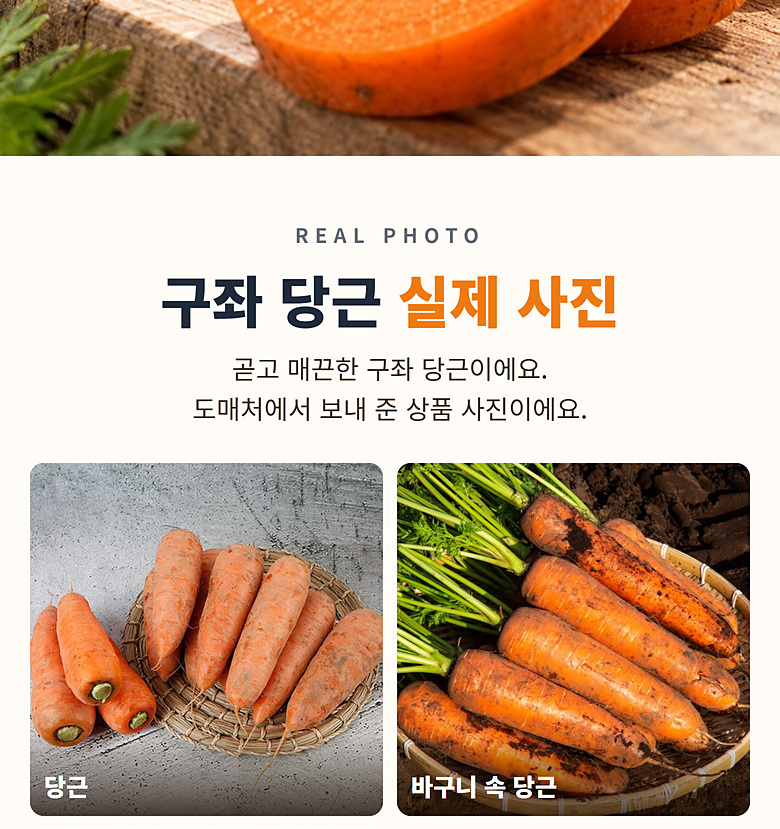 REAL PHOTO
구좌 당근 실제 사진
곧고 매끈한 구좌 당근이에요.
도매처에서 보내 준 상품 사진이에요.
당근
바구니 속 당근